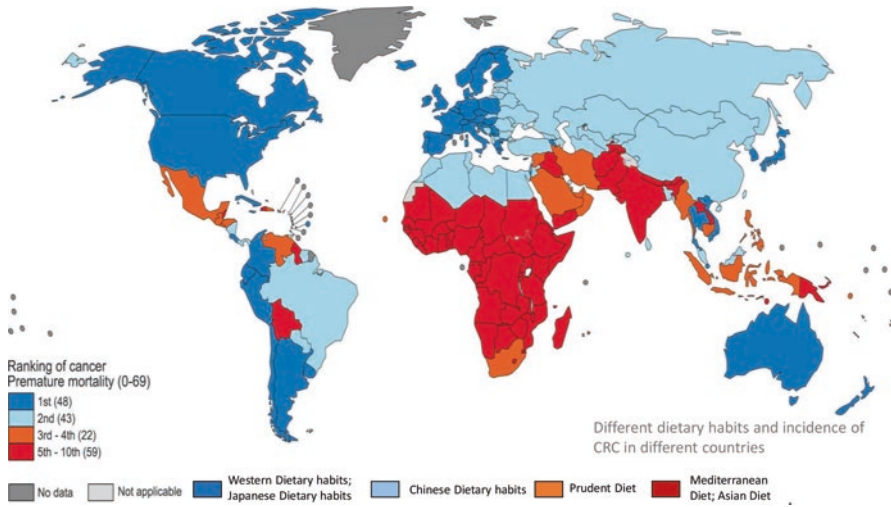 Ranking of cancer
Premature mortality (0-69)
1st (48)
2nd (43)
3rd - 4th (22)
5th - 10th (59)
Different dietary habits and incidence of
CRC in different countries
No data
Not applicable
Western Dietary habits;
Japanese Dietary habits
Chinese Dietary habits
Prudent Diet
Mediterranean
Diet; Asian Diet